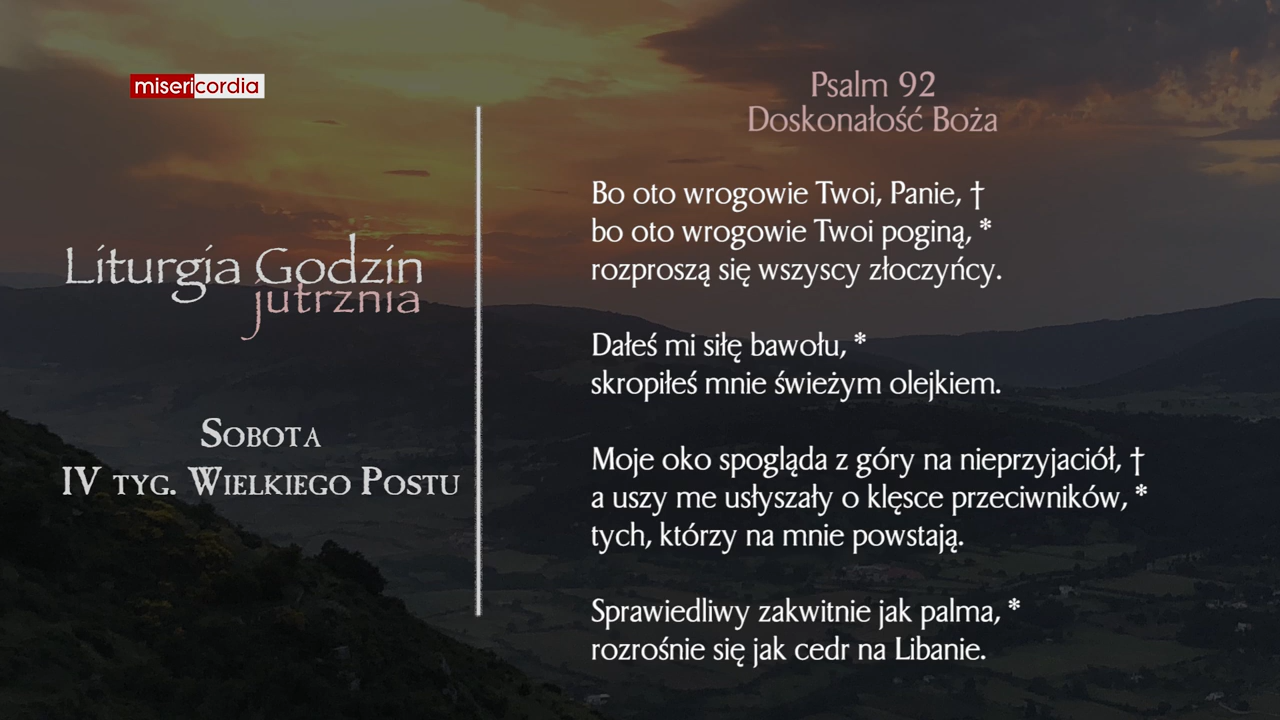 misericordia
Liturgia Godzin
jutrznia
Sobota
IV tyg. Wielkiego Postu
Psalm 92
Doskonałość Boża
Bo oto wrogowie Twoi, Panie, †
bo oto wrogowie Twoi poginą, *
rozproszą się wszyscy złoczyńcy.
Dałeś mi siłę bawołu, *
skropiłeś mnie świeżym olejkiem.
Moje oko spogląda z góry na nieprzyjaciół, †
a uszy me usłyszały o klęsce przeciwników, *
tych, którzy na mnie powstają.
Sprawiedliwy zakwitnie jak palma, *
rozrośnie się jak cedr na Libanie.